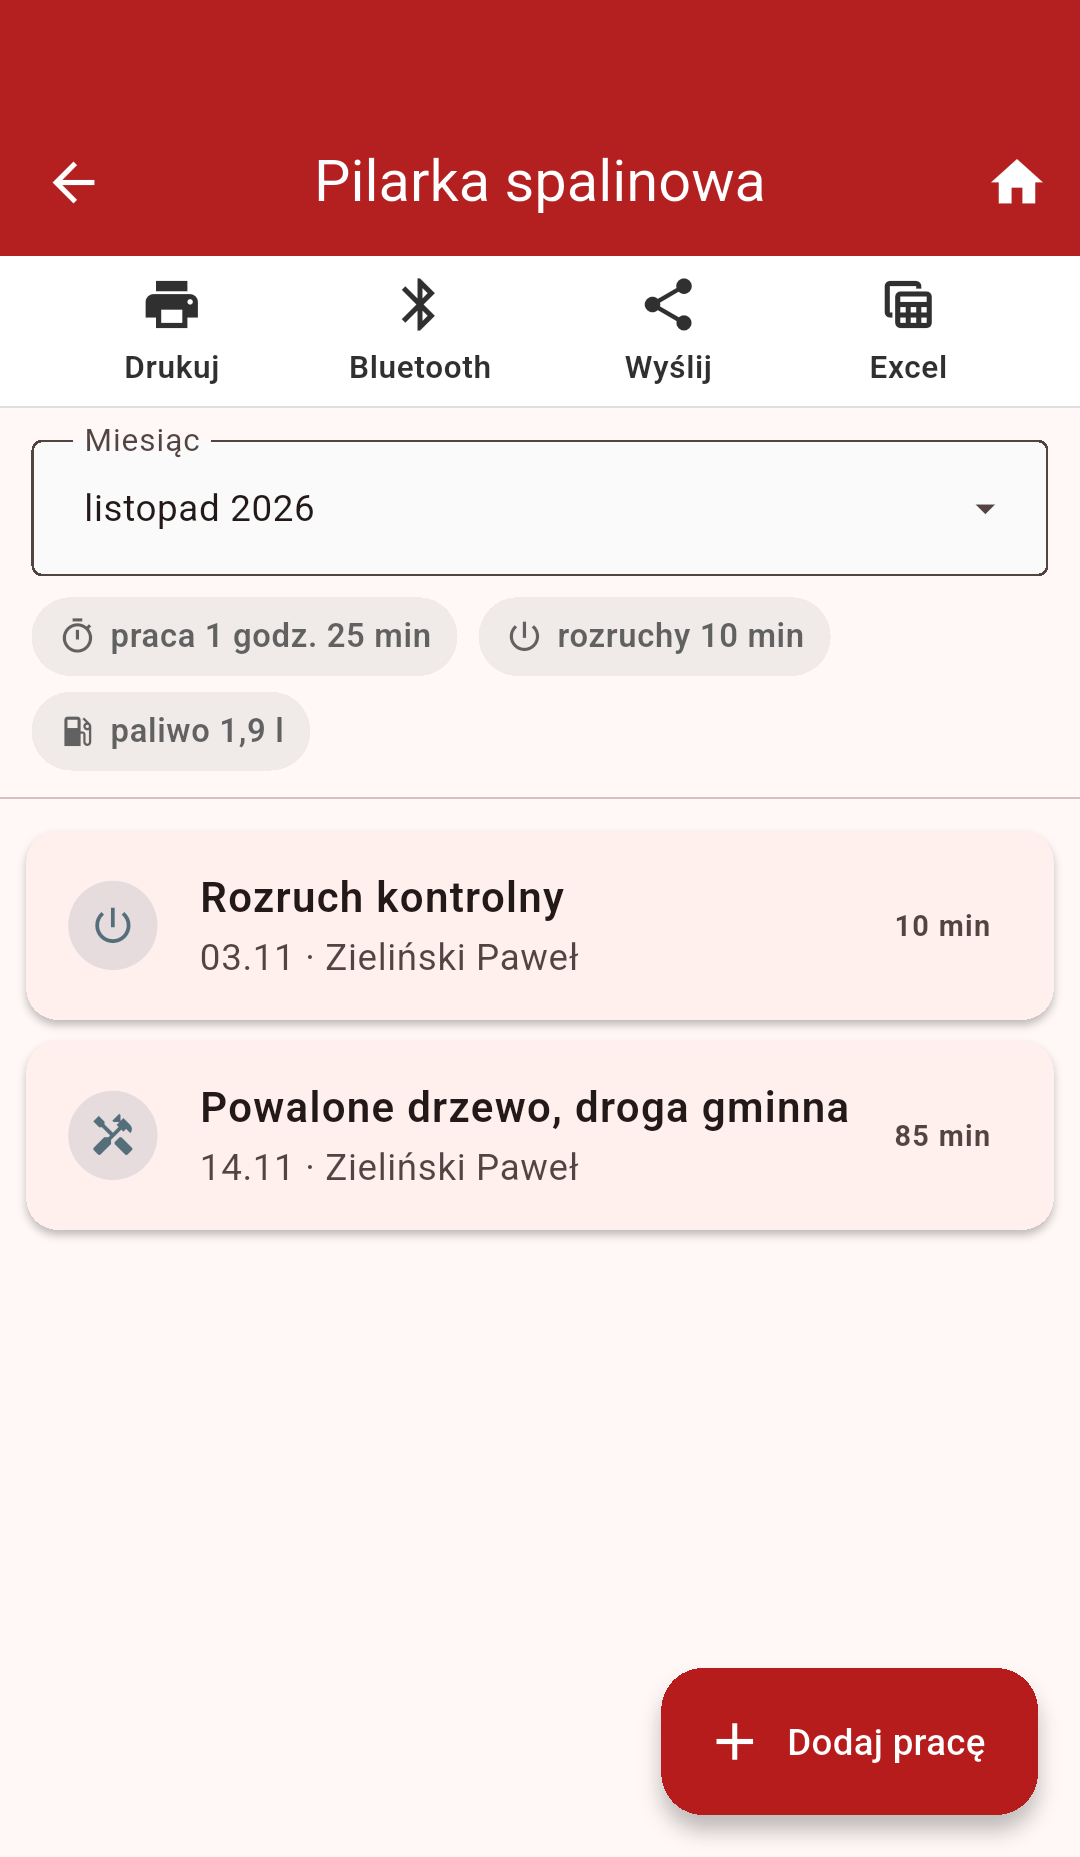 Pilarka spalinowa
Drukuj
Bluetooth
Wyślij
Excel
Miesiąc
listopad 2026
praca 1 godz. 25 min
rozruchy 10 min
paliwo 1,9 l
Rozruch kontrolny
03.11 · Zieliński Paweł
10 min
Powalone drzewo, droga gminna
14.11 · Zieliński Paweł
85 min
Dodaj pracę